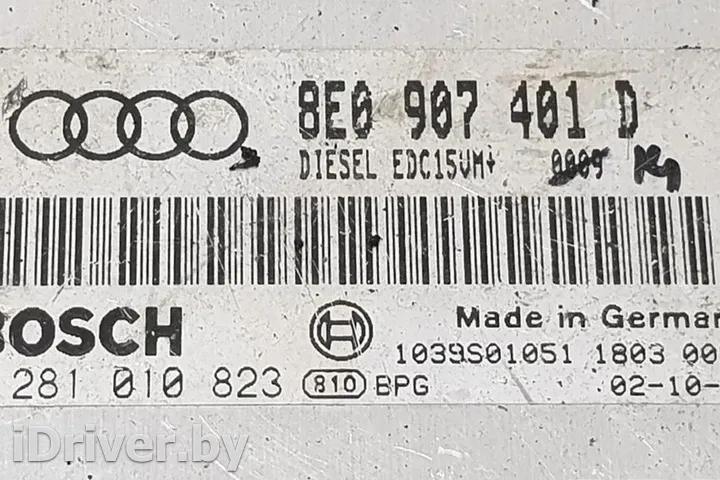 8E0 907 401 D
DIESEL EDC15VM+ 0009
BOSCH
Made in German
1039S01051 1803 00
281 010 823 810 BPG 02-10-
iDriver.by